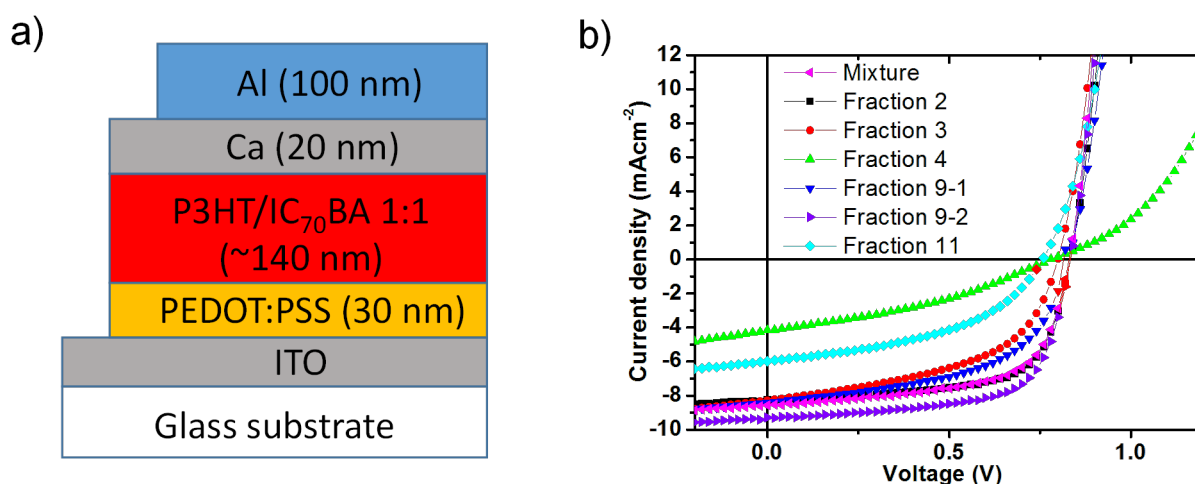 a)
Al (100 nm)
Ca (20 nm)
P3HT/IC₇₀BA 1:1
(~140 nm)
PEDOT:PSS (30 nm)
ITO
Glass substrate
b)
Current density (mAcm⁻²)
12
10
8
6
4
2
0
-2
-4
-6
-8
-10
Mixture
Fraction 2
Fraction 3
Fraction 4
Fraction 9-1
Fraction 9-2
Fraction 11
0.0
0.5
1.0
Voltage (V)